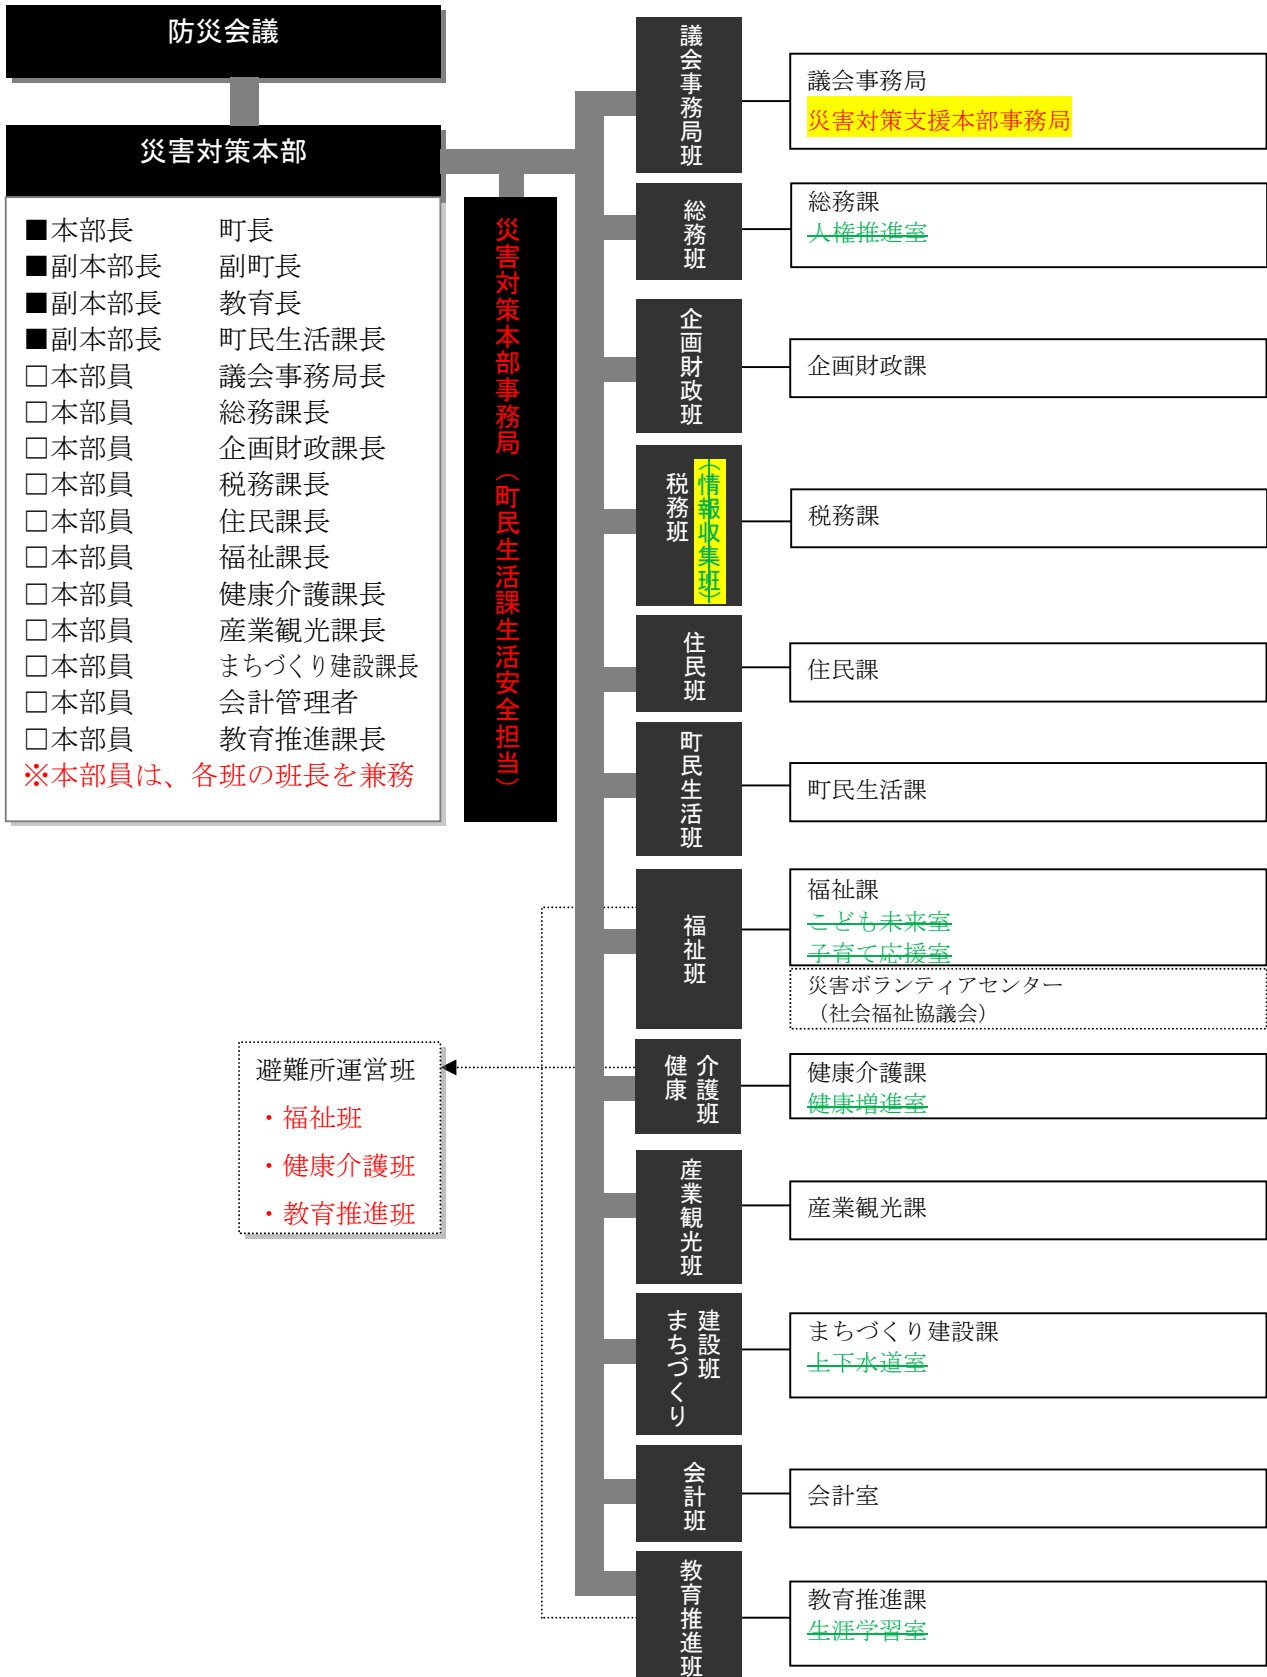 防災会議
災害対策本部
■本部長 町長
■副本部長 副町長
■副本部長 教育長
■副本部長 町民生活課長
□本部員 議会事務局長
□本部員 総務課長
□本部員 企画財政課長
□本部員 税務課長
□本部員 住民課長
□本部員 福祉課長
□本部員 健康介護課長
□本部員 産業観光課長
□本部員 まちづくり建設課長
□本部員 会計管理者
□本部員 教育推進課長
※本部員は、各班の班長を兼務
災害対策本部事務局（町民生活課生活安全担当）
議会事務局班
議会事務局
災害対策支援本部事務局
総務班
総務課
人権推進室
企画財政班
企画財政課
税務班
（情報収集班）
税務課
住民班
住民課
町民生活班
町民生活課
福祉班
福祉課
こども未来室
子育て応援室
災害ボランティアセンター
（社会福祉協議会）
避難所運営班
・福祉班
・健康介護班
・教育推進班
健康
介護班
健康介護課
健康増進室
産業観光班
産業観光課
まちづくり
建設班
まちづくり建設課
上下水道室
会計班
会計室
教育推進班
教育推進課
生涯学習室